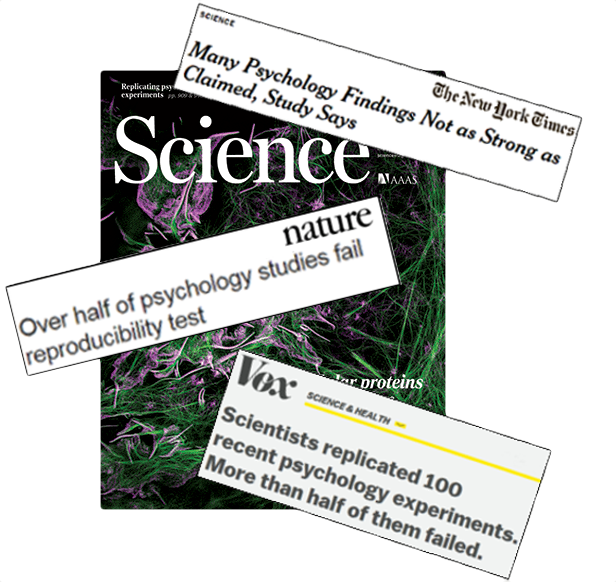 SCIENCE
The New York Times
Many Psychology Findings Not as Strong as
Claimed, Study Says
Replicating
experiments pp.
Science
AAAS
nature
Over half of psychology studies fail
reproducibility test
proteins
Vox
SCIENCE & HEALTH
Scientists replicated 100
recent psychology experiments.
More than half of them failed.